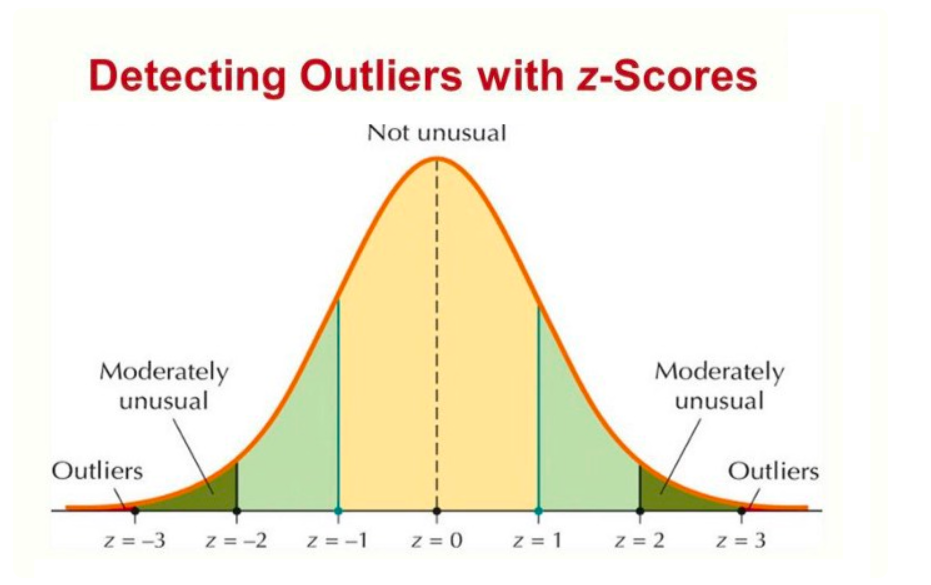 Detecting Outliers with z-Scores
Not unusual
Moderately
unusual
Moderately
unusual
Outliers
Outliers
z = –3
z = –2
z = –1
z = 0
z = 1
z = 2
z = 3